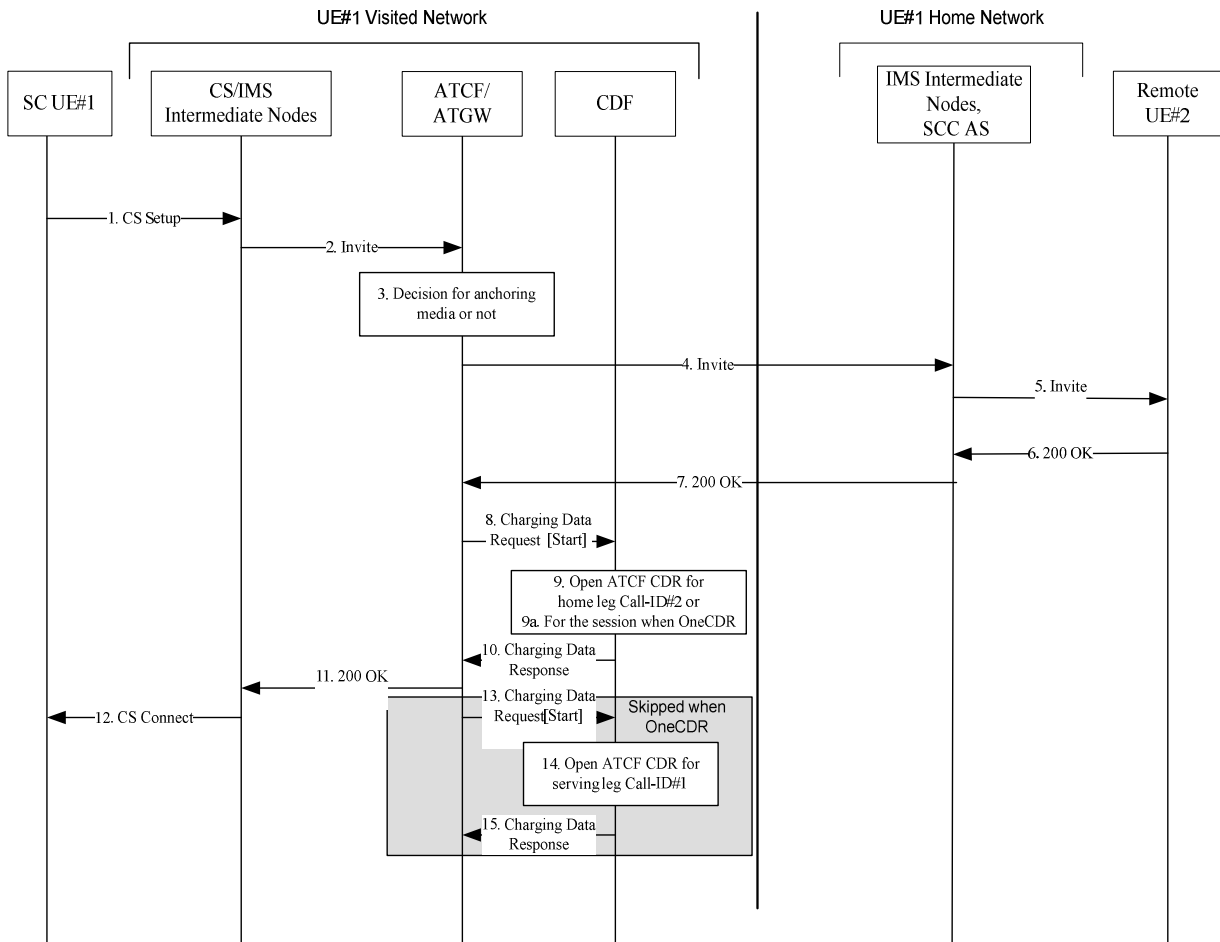 UE#1 Visited Network
UE#1 Home Network
SC UE#1
CS/IMS
Intermediate Nodes
ATCF/
ATGW
CDF
IMS Intermediate
Nodes,
SCC AS
Remote
UE#2
1. CS Setup
2. Invite
3. Decision for anchoring
media or not
4. Invite
5. Invite
6. 200 OK
7. 200 OK
8. Charging Data
Request [Start]
9. Open ATCF CDR for
home leg Call-ID#2 or
9a. For the session when OneCDR
10. Charging Data
Response
11. 200 OK
12. CS Connect
13. Charging Data
Request[Start]
Skipped when
OneCDR
14. Open ATCF CDR for
serving leg Call-ID#1
15. Charging Data
Response